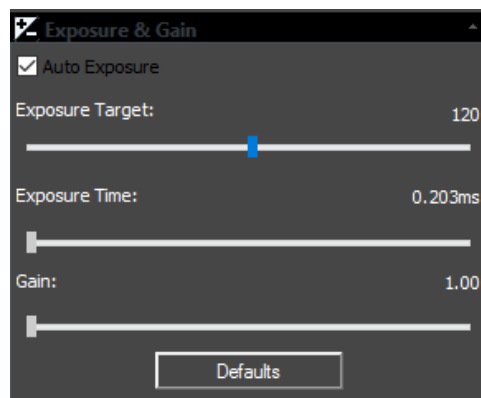 Exposure & Gain
Auto Exposure
Exposure Target: 120
Exposure Time: 0.203ms
Gain: 1.00
Defaults